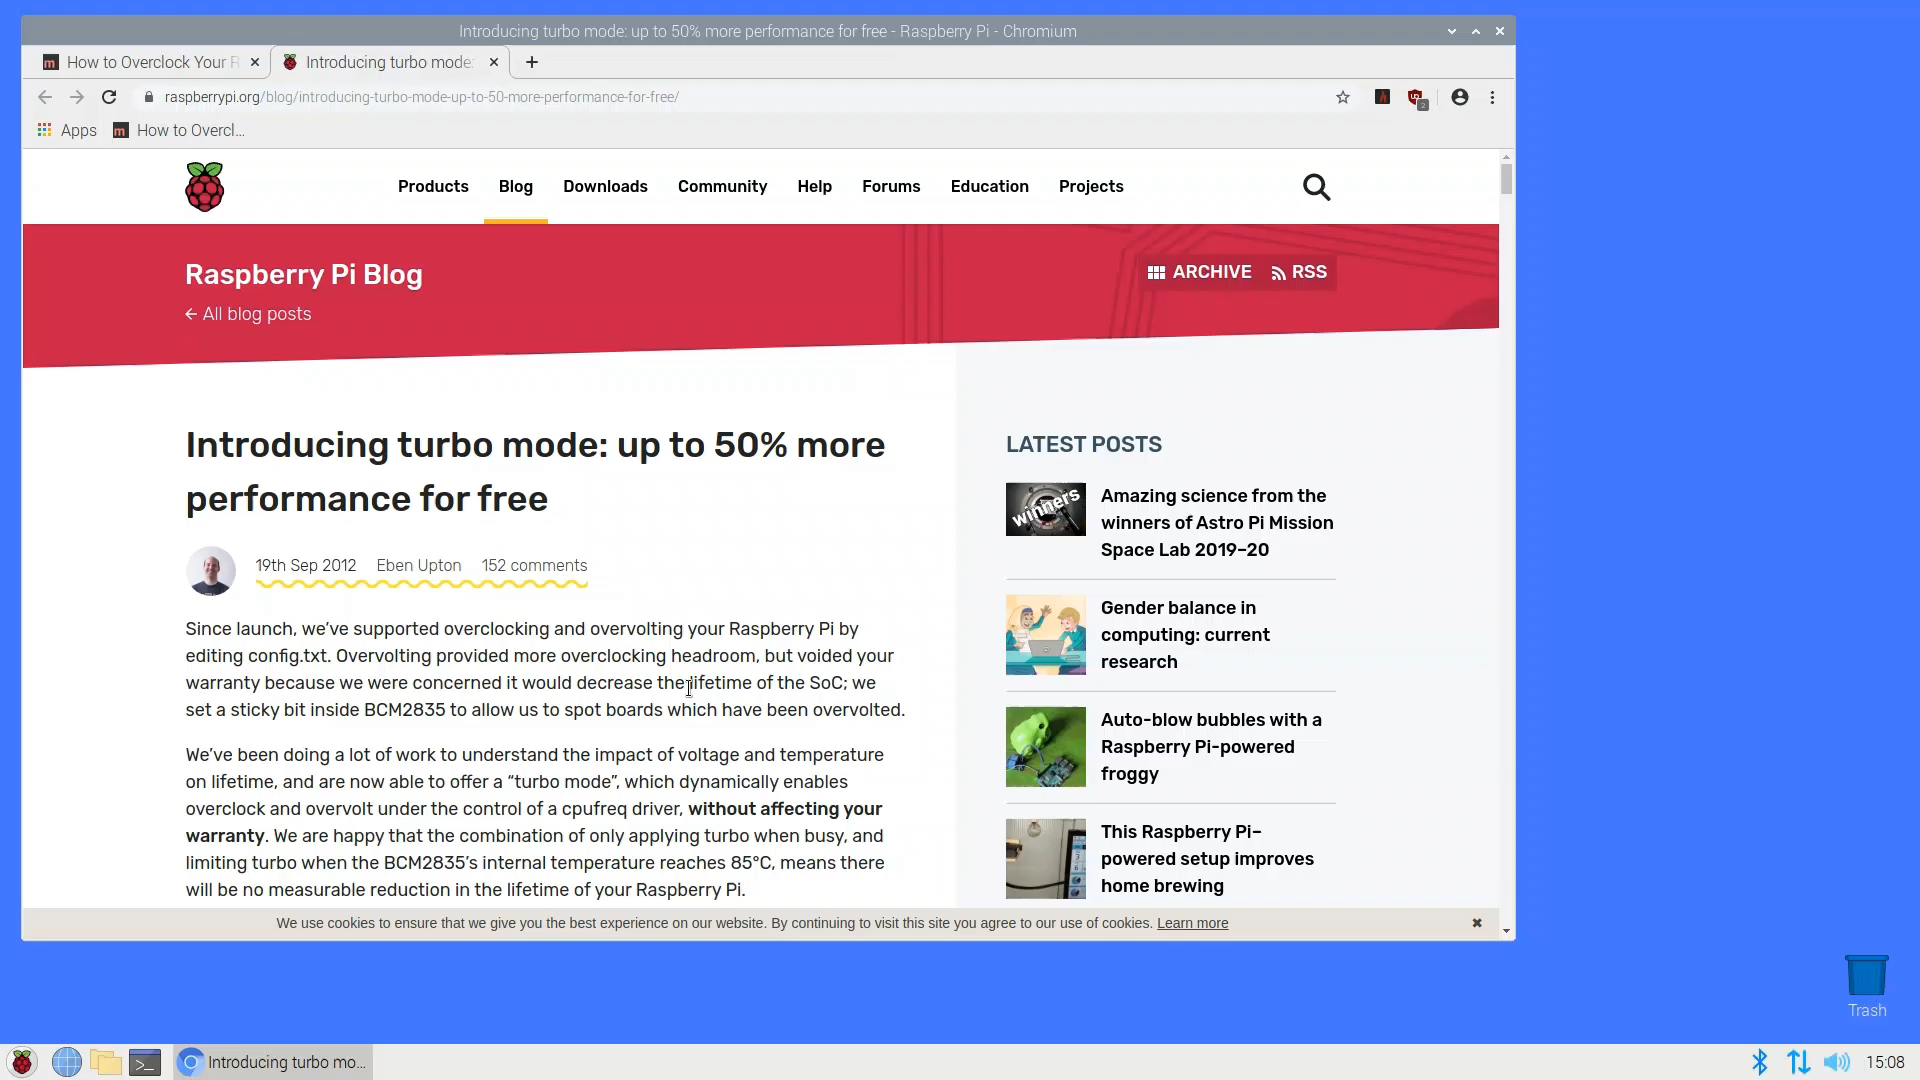 Introducing turbo mode: up to 50% more performance for free - Raspberry Pi - Chromium
How to Overclock Your R
Introducing turbo mode:
raspberrypi.org/blog/introducing-turbo-mode-up-to-50-more-performance-for-free/
2
Apps
How to Overcl...
Products
Blog
Downloads
Community
Help
Forums
Education
Projects
Raspberry Pi Blog
ARCHIVE
RSS
← All blog posts
Introducing turbo mode: up to 50% more
performance for free
19th Sep 2012 Eben Upton 152 comments
Since launch, we’ve supported overclocking and overvolting your Raspberry Pi by
editing config.txt. Overvolting provided more overclocking headroom, but voided your
warranty because we were concerned it would decrease the lifetime of the SoC; we
set a sticky bit inside BCM2835 to allow us to spot boards which have been overvolted.
We’ve been doing a lot of work to understand the impact of voltage and temperature
on lifetime, and are now able to offer a “turbo mode”, which dynamically enables
overclock and overvolt under the control of a cpufreq driver, without affecting your
warranty. We are happy that the combination of only applying turbo when busy, and
limiting turbo when the BCM2835’s internal temperature reaches 85°C, means there
will be no measurable reduction in the lifetime of your Raspberry Pi.
LATEST POSTS
winners
Amazing science from the
winners of Astro Pi Mission
Space Lab 2019–20
Gender balance in
computing: current
research
Auto-blow bubbles with a
Raspberry Pi-powered
froggy
This Raspberry Pi–
powered setup improves
home brewing
We use cookies to ensure that we give you the best experience on our website. By continuing to visit this site you agree to our use of cookies. Learn more
Trash
Introducing turbo mo...
15:08